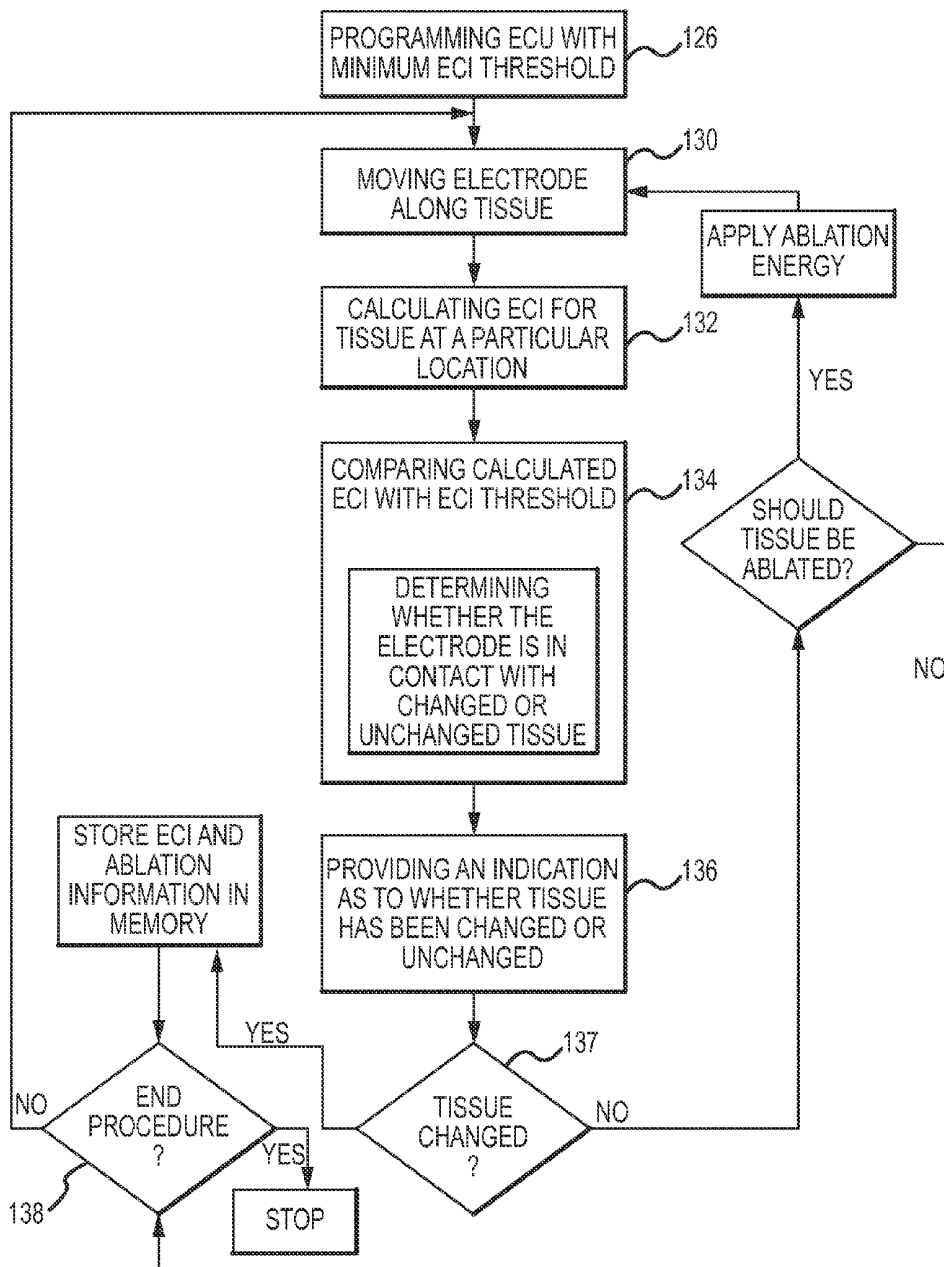 PROGRAMMING ECU WITH
MINIMUM ECI THRESHOLD
126
130
MOVING ELECTRODE
ALONG TISSUE
APPLY ABLATION
ENERGY
CALCULATING ECI FOR
TISSUE AT A PARTICULAR
LOCATION
132
YES
COMPARING CALCULATED
ECI WITH ECI THRESHOLD
134
SHOULD
TISSUE BE
ABLATED?
DETERMINING
WHETHER THE
ELECTRODE IS IN
CONTACT WITH
CHANGED OR
UNCHANGED TISSUE
NO
STORE ECI AND
ABLATION
INFORMATION IN
MEMORY
PROVIDING AN INDICATION
AS TO WHETHER TISSUE
HAS BEEN CHANGED OR
UNCHANGED
136
YES
137
NO
END
PROCEDURE
?
YES
TISSUE
CHANGED
?
NO
138
STOP